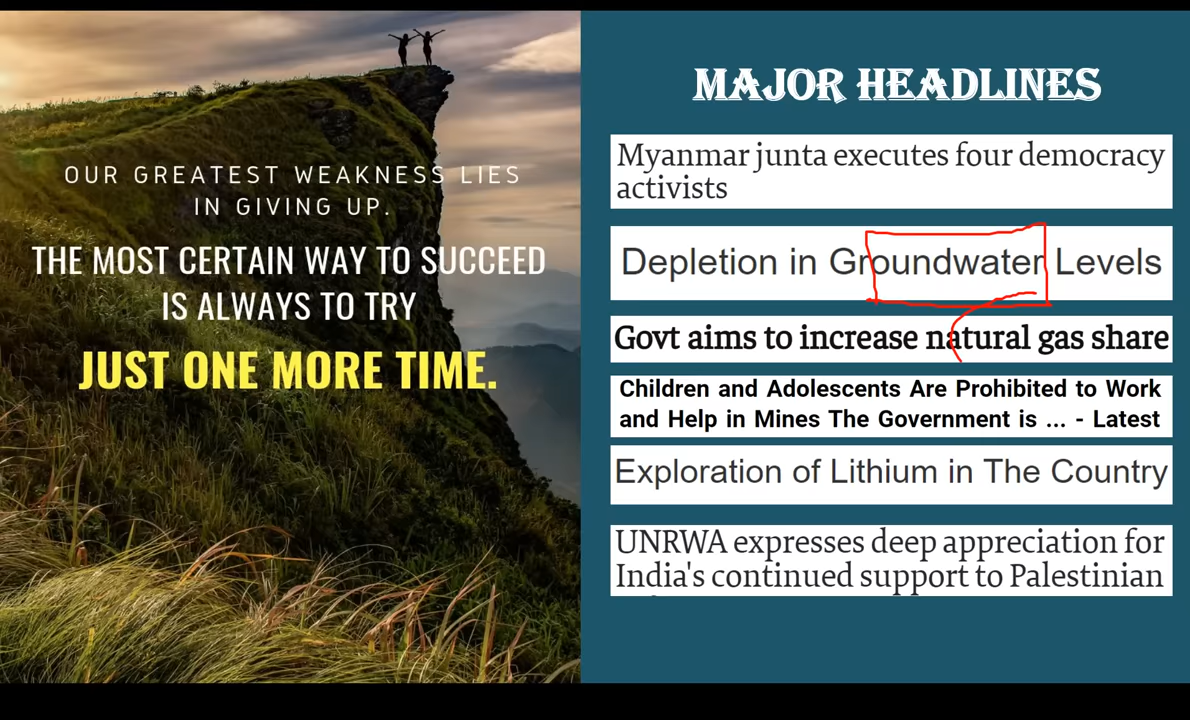 OUR GREATEST WEAKNESS LIES
IN GIVING UP.
THE MOST CERTAIN WAY TO SUCCEED
IS ALWAYS TO TRY
JUST ONE MORE TIME.
MAJOR HEADLINES
Myanmar junta executes four democracy
activists
Depletion in Groundwater Levels
Govt aims to increase natural gas share
Children and Adolescents Are Prohibited to Work
and Help in Mines The Government is ... - Latest
Exploration of Lithium in The Country
UNRWA expresses deep appreciation for
India's continued support to Palestinian